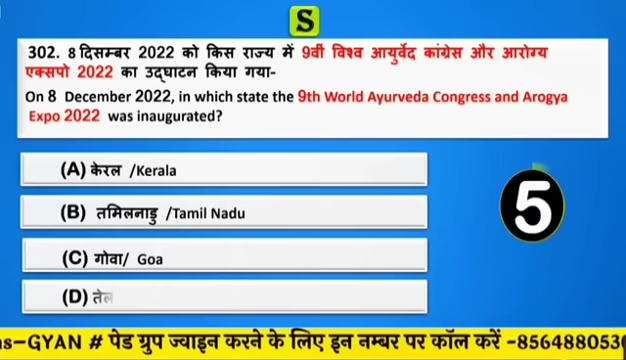 S
302. 8 दिसम्बर 2022 को किस राज्य में 9वीं विश्व आयुर्वेद कांग्रेस और आरोग्य
एक्सपो 2022 का उद्घाटन किया गया-
On 8 December 2022, in which state the 9th World Ayurveda Congress and Arogya
Expo 2022 was inaugurated?
(A) केरल /Kerala
(B) तमिलनाडु /Tamil Nadu
(C) गोवा/ Goa
5
(D) तेल
s-GYAN # पेड ग्रुप ज्वाइन करने के लिए इन नम्बर पर कॉल करें -856488053